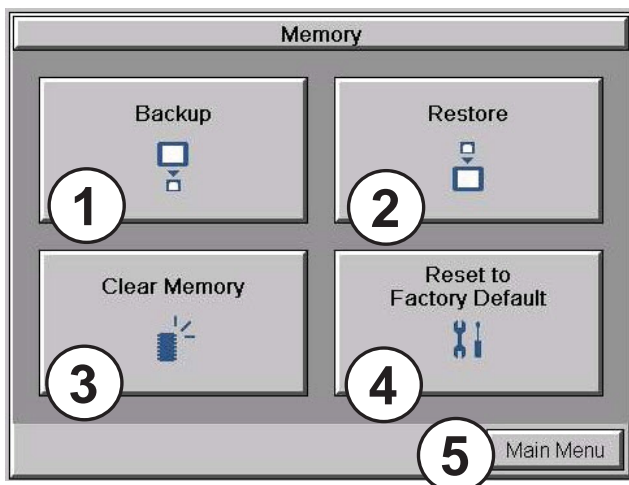 Memory
Backup
Restore
1
2
Clear Memory
Reset to
Factory Default
3
4
5
Main Menu